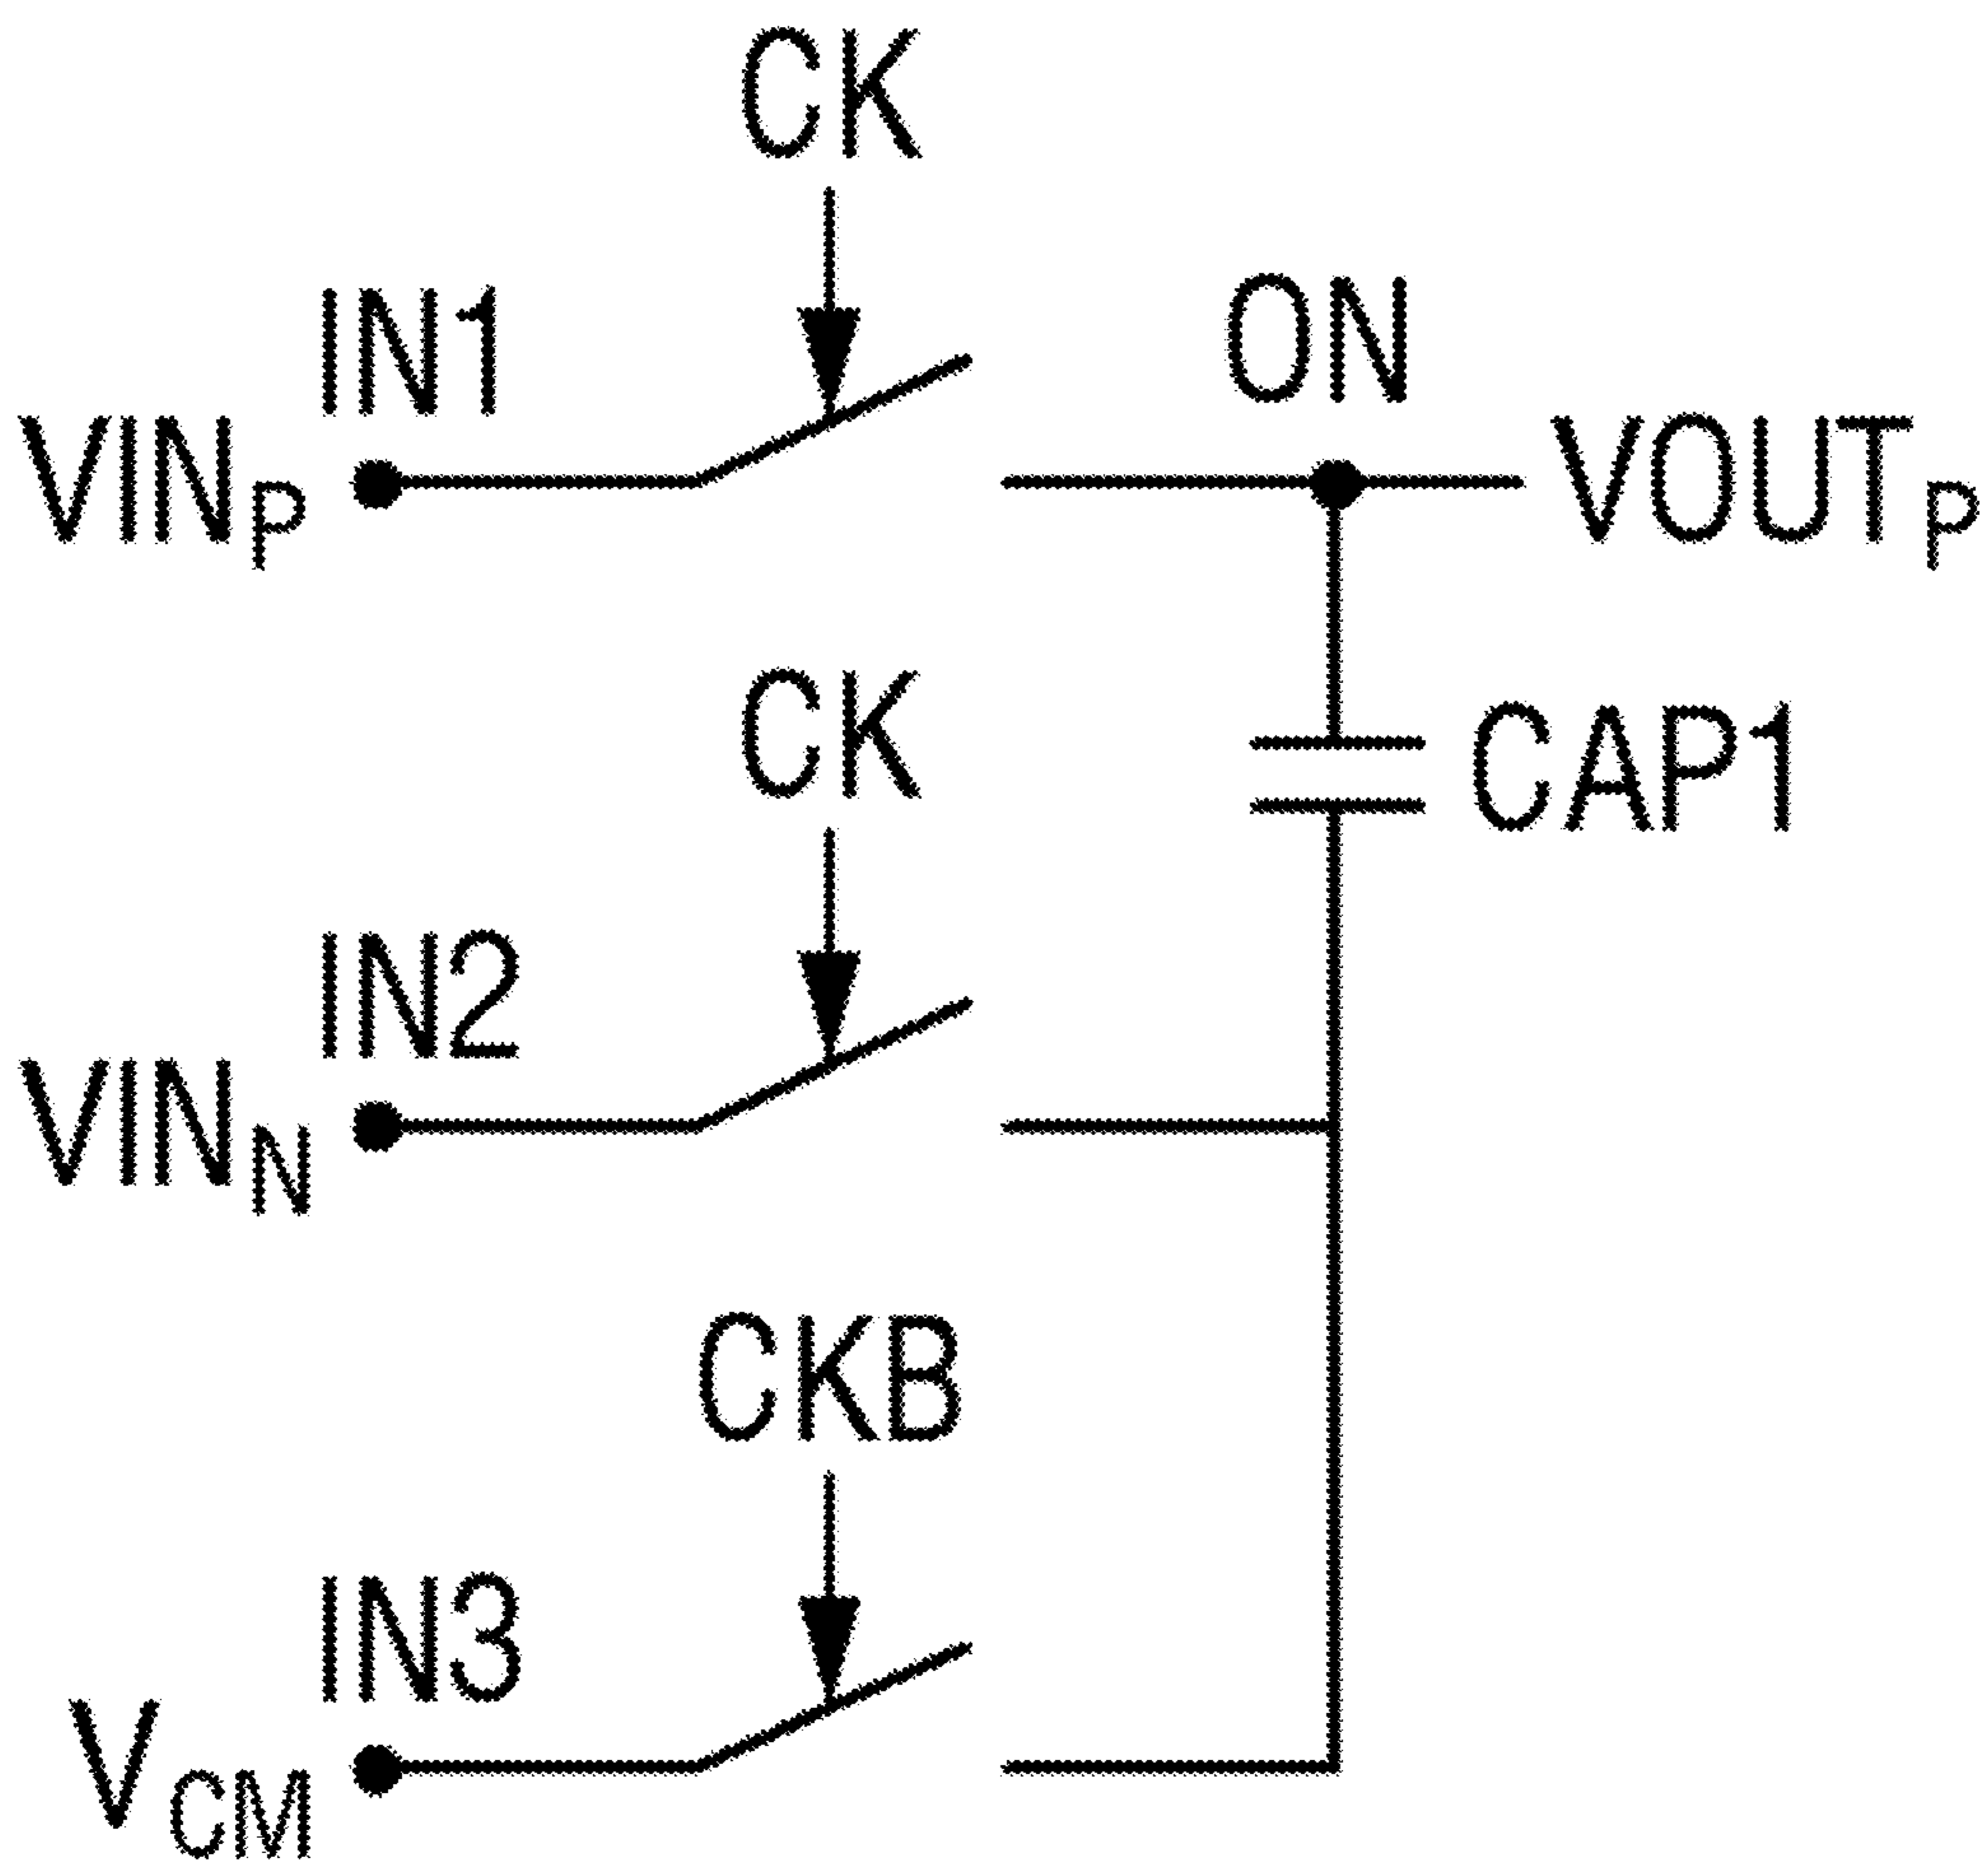 CK
IN1
ON
VINP
VOUTP
CK
CAP1
IN2
VINN
CKB
IN3
VCM